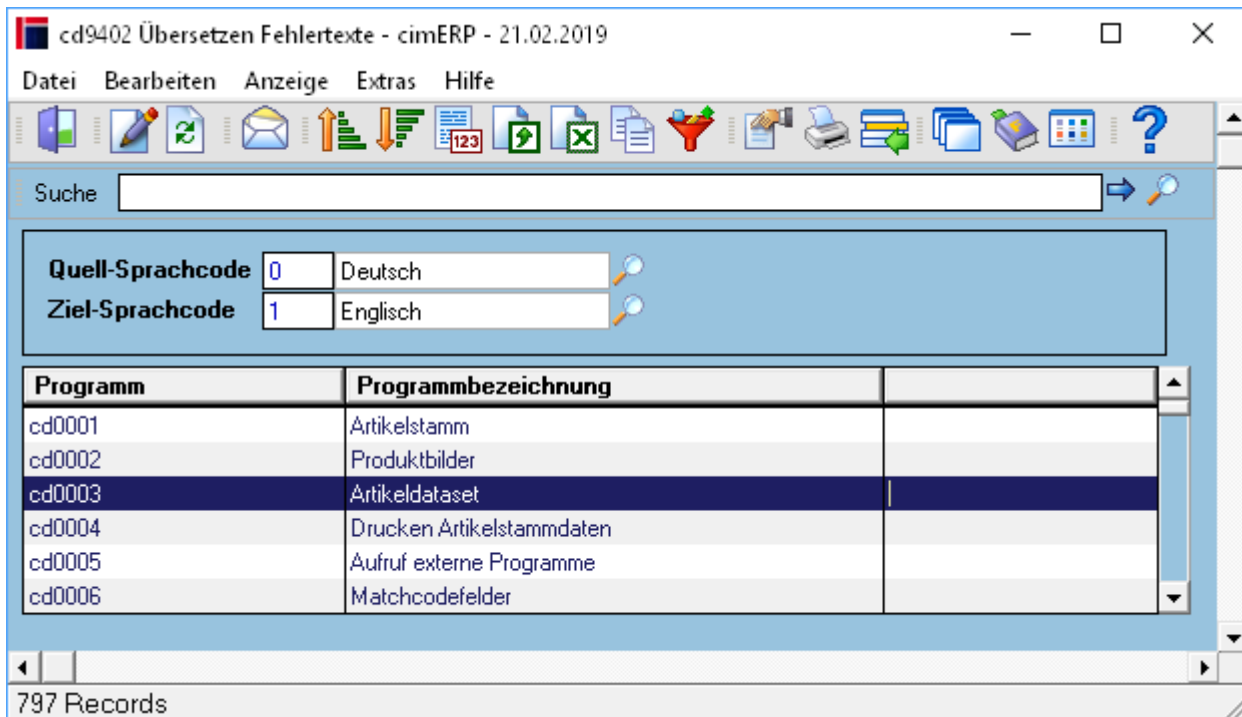 cd9402 Übersetzen Fehlertexte - cimERP - 21.02.2019
Datei Bearbeiten Anzeige Extras Hilfe
123
Suche
Quell-Sprachcode 0 Deutsch
Ziel-Sprachcode 1 Englisch
Programm Programmbezeichnung
cd0001 Artikelstamm
cd0002 Produktbilder
cd0003 Artikeldataset
cd0004 Drucken Artikelstammdaten
cd0005 Aufruf externe Programme
cd0006 Matchcodefelder
797 Records